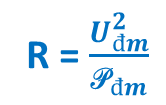 R = U²đm / 𝒫đm